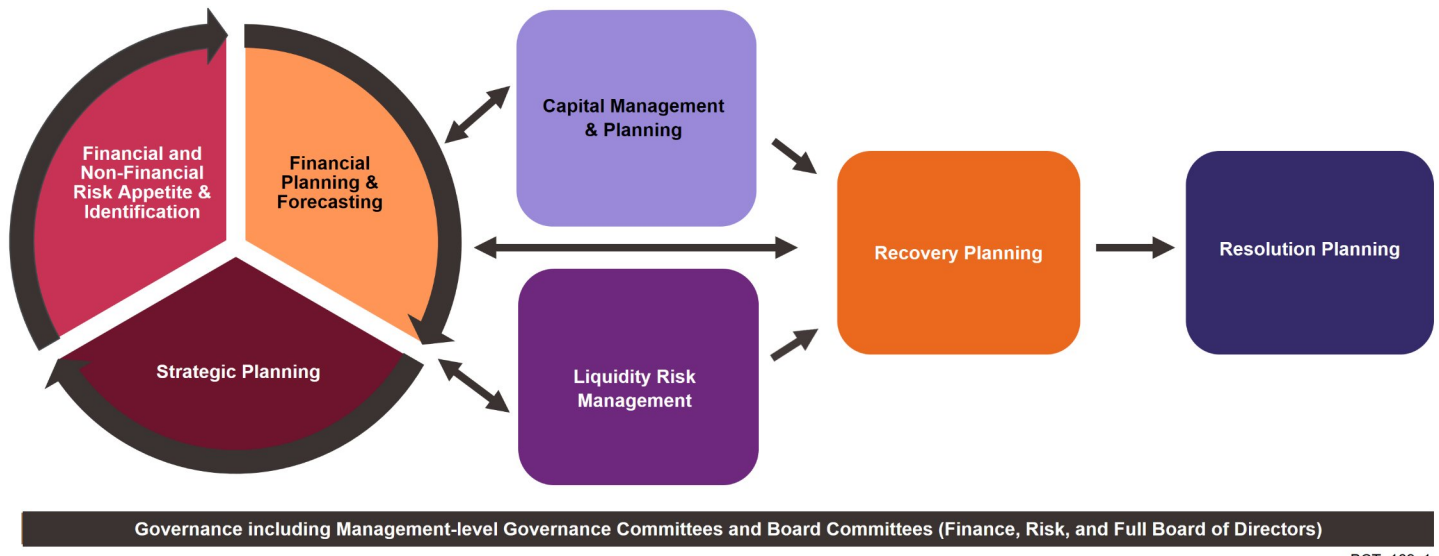 Financial and
Non-Financial
Risk Appetite &
Identification
Financial
Planning &
Forecasting
Strategic Planning
Capital Management
& Planning
Liquidity Risk
Management
Recovery Planning
Resolution Planning
Governance including Management-level Governance Committees and Board Committees (Finance, Risk, and Full Board of Directors)